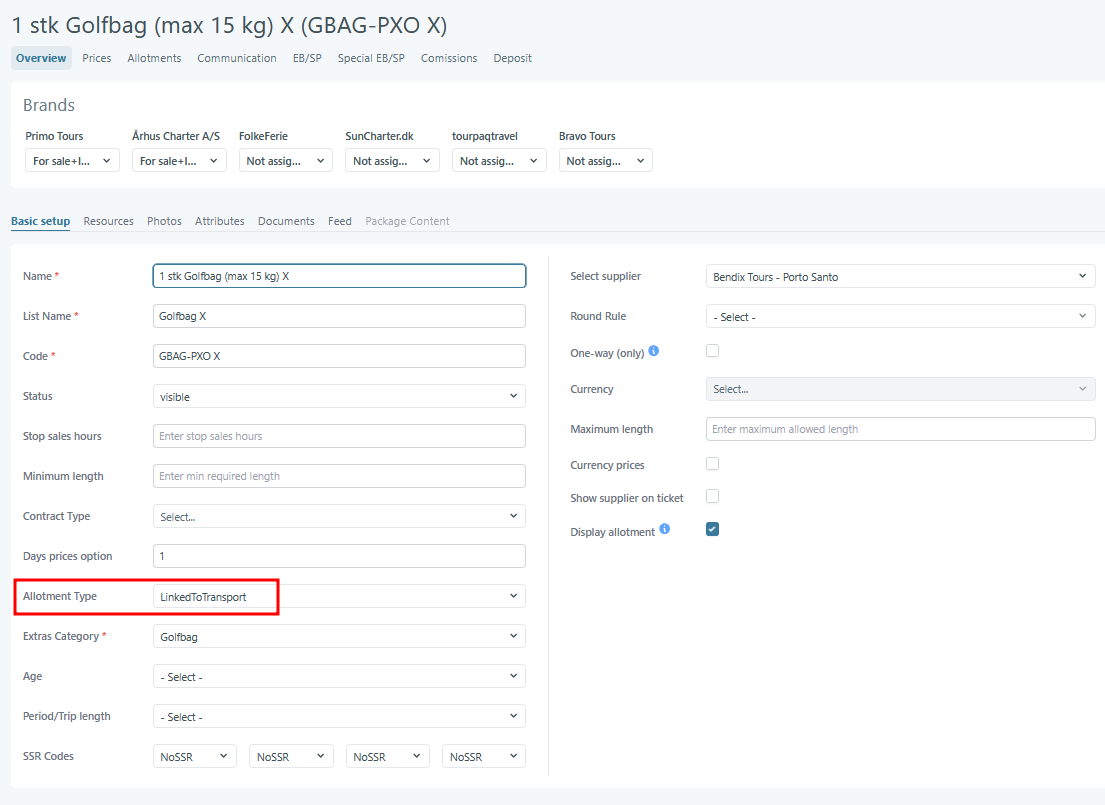 1 stk Golfbag (max 15 kg) X (GBAG-PXO X)
Overview Prices Allotments Communication EB/SP Special EB/SP Comissions Deposit
Brands
Primo Tours Århus Charter A/S FolkeFerie SunCharter.dk tourpaqtravel Bravo Tours
For sale+I... For sale+I... Not assig... Not assig... Not assig... Not assig...
Basic setup Resources Photos Attributes Documents Feed Package Content
Name * 1 stk Golfbag (max 15 kg) X
List Name * Golfbag X
Code * GBAG-PXO X
Status visible
Stop sales hours Enter stop sales hours
Minimum length Enter min required length
Contract Type Select...
Days prices option 1
Allotment Type LinkedToTransport
Extras Category * Golfbag
Age - Select -
Period/Trip length - Select -
SSR Codes NoSSR NoSSR NoSSR NoSSR
Select supplier Bendix Tours - Porto Santo
Round Rule - Select -
One-way (only)
Currency Select...
Maximum length Enter maximum allowed length
Currency prices
Show supplier on ticket
Display allotment